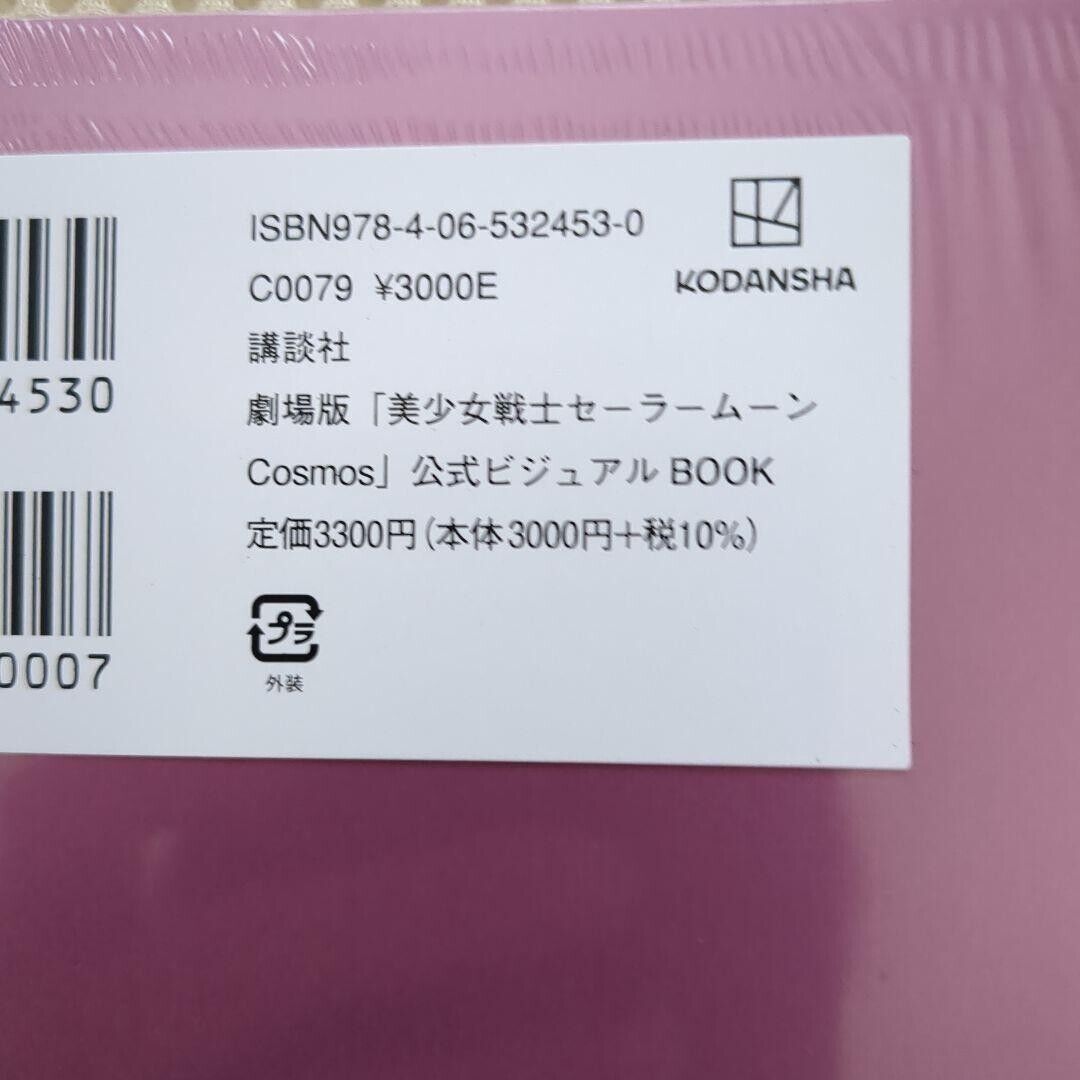 ISBN978-4-06-532453-0
KODANSHA
C0079 ¥3000E
講談社
劇場版「美少女戦士セーラームーン
Cosmos」公式ビジュアルBOOK
定価3300円(本体3000円+税10%)
プラ
外装
4530
0007